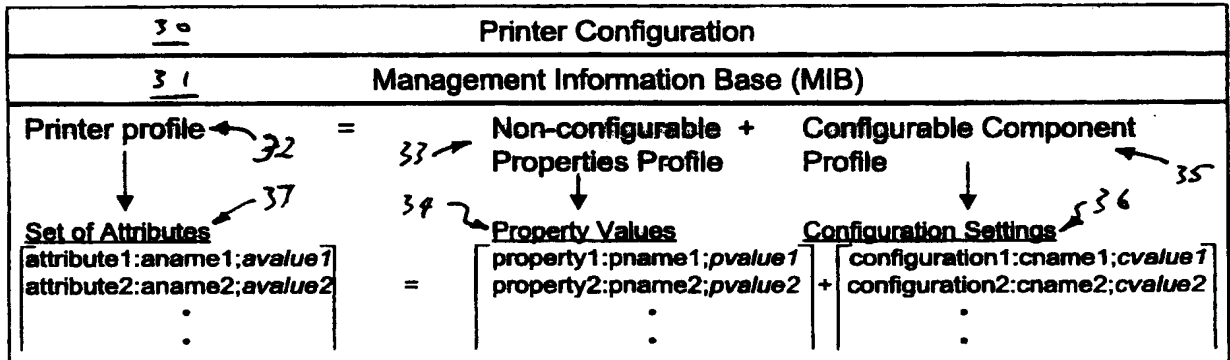 30 Printer Configuration
31 Management Information Base (MIB)
Printer profile 32 = 33 Non-configurable + Configurable Component
Properties Profile Profile 35
37 34 36
Set of Attributes Property Values Configuration Settings
attribute1:aname1;avalue1 property1:pname1;pvalue1 configuration1:cname1;cvalue1
attribute2:aname2;avalue2 = property2:pname2;pvalue2 + configuration2:cname2;cvalue2